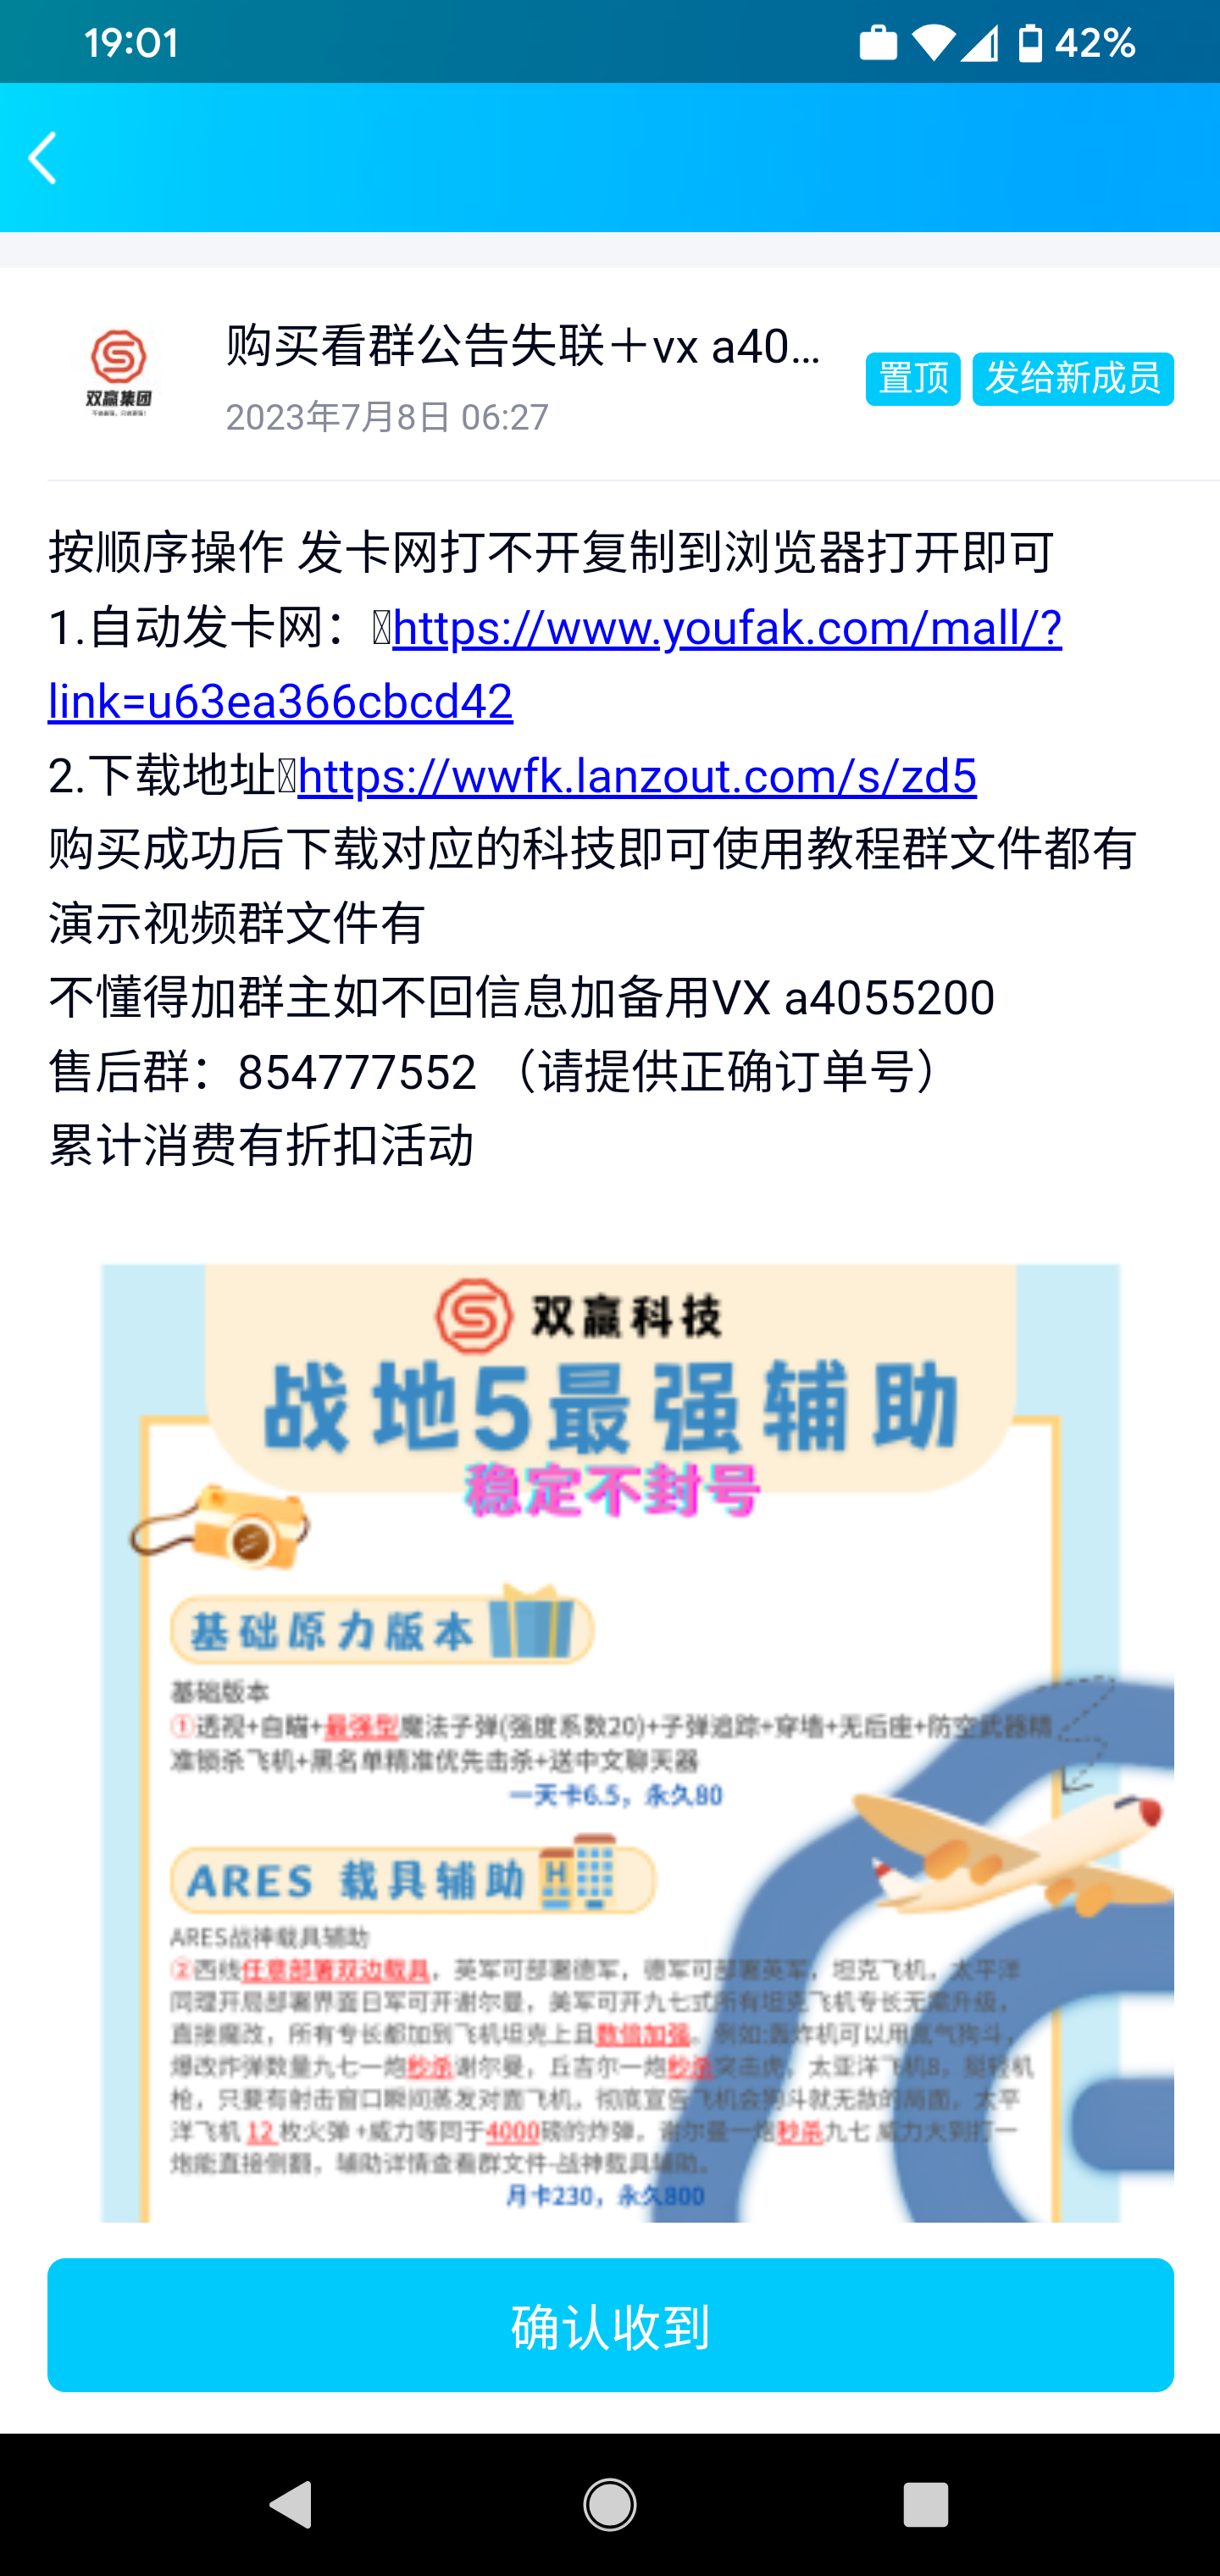 19:01
42%
购买看群公告失联＋vx a40...
置顶
发给新成员
双赢集团
2023年7月8日 06:27
按顺序操作 发卡网打不开复制到浏览器打开即可
1.自动发卡网：https://www.youfak.com/mall/?
link=u63ea366cbcd42
2.下载地址https://wwfk.lanzout.com/s/zd5
购买成功后下载对应的科技即可使用教程群文件都有
演示视频群文件有
不懂得加群主如不回信息加备用VX a4055200
售后群：854777552 （请提供正确订单号）
累计消费有折扣活动
双赢科技
战地5最强辅助
稳定不封号
基础原力版本
基础版本
①透视+自瞄+最强型魔法子弹(强度系数20)+子弹追踪+穿墙+无后座+防空武器精
准锁杀飞机+黑名单精准优先击杀+送中文聊天器
一天卡6.5，永久80
ARES 载具辅助
H
ARES战神载具辅助
②西线任意部署双边载具，英军可部署德军，德军可部署英军，坦克飞机，太平洋
同理开局部署界面日军可开谢尔曼，美军可开九七式所有坦克飞机专长无需升级，
直接魔改，所有专长都加到飞机坦克上且数倍加强。例如:轰炸机可以用氮气狗斗，
爆改炸弹数量九七一炮秒杀谢尔曼，丘吉尔一炮秒杀突击虎，太亚洋飞机8，挺轻机
枪，只要有射击窗口瞬间蒸发对面飞机，彻底宣告飞机会狗斗就无敌的局面，太平
洋飞机 12 枚火弹 +威力等同于4000磅的炸弹，谢尔曼一炮秒杀九七 威力大到打一
炮能直接侧翻，辅助详情查看群文件-战神载具辅助。
月卡230，永久800
确认收到